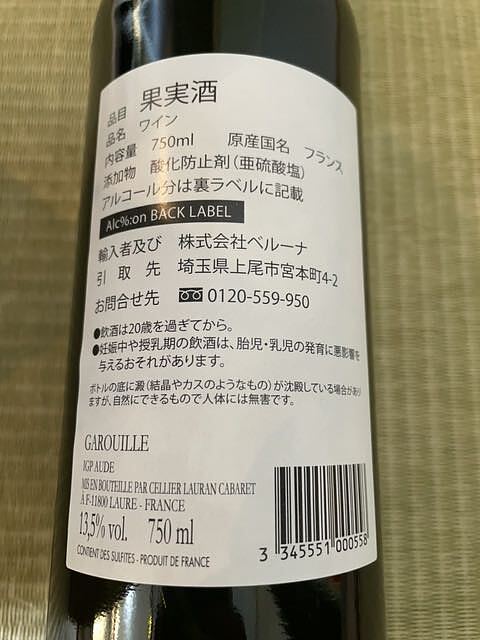 品目 果実酒
品名 ワイン
内容量 750ml 原産国名 フランス
添加物 酸化防止剤(亜硫酸塩)
アルコール分は裏ラベルに記載
Alc%:on BACK LABEL
輸入者及び 株式会社ベルーナ
引取先 埼玉県上尾市宮本町4-2
お問合せ先 0120-559-950
●飲酒は20歳を過ぎてから。
●妊娠中や授乳期の飲酒は、胎児・乳児の発育に悪影響を
与えるおそれがあります。
ボトルの底に澱(結晶やカスのようなもの)が沈殿している場合があり
ますが、自然にできるもので人体には無害です。
GAROUILLE
IGP AUDE
MIS EN BOUTEILLE PAR CELLIER LAURAN CABARET
A F-11800 LAURE - FRANCE
13,5% vol. 750 ml
CONTIENT DES SULFITES - PRODUIT DE FRANCE
3 345551 000558